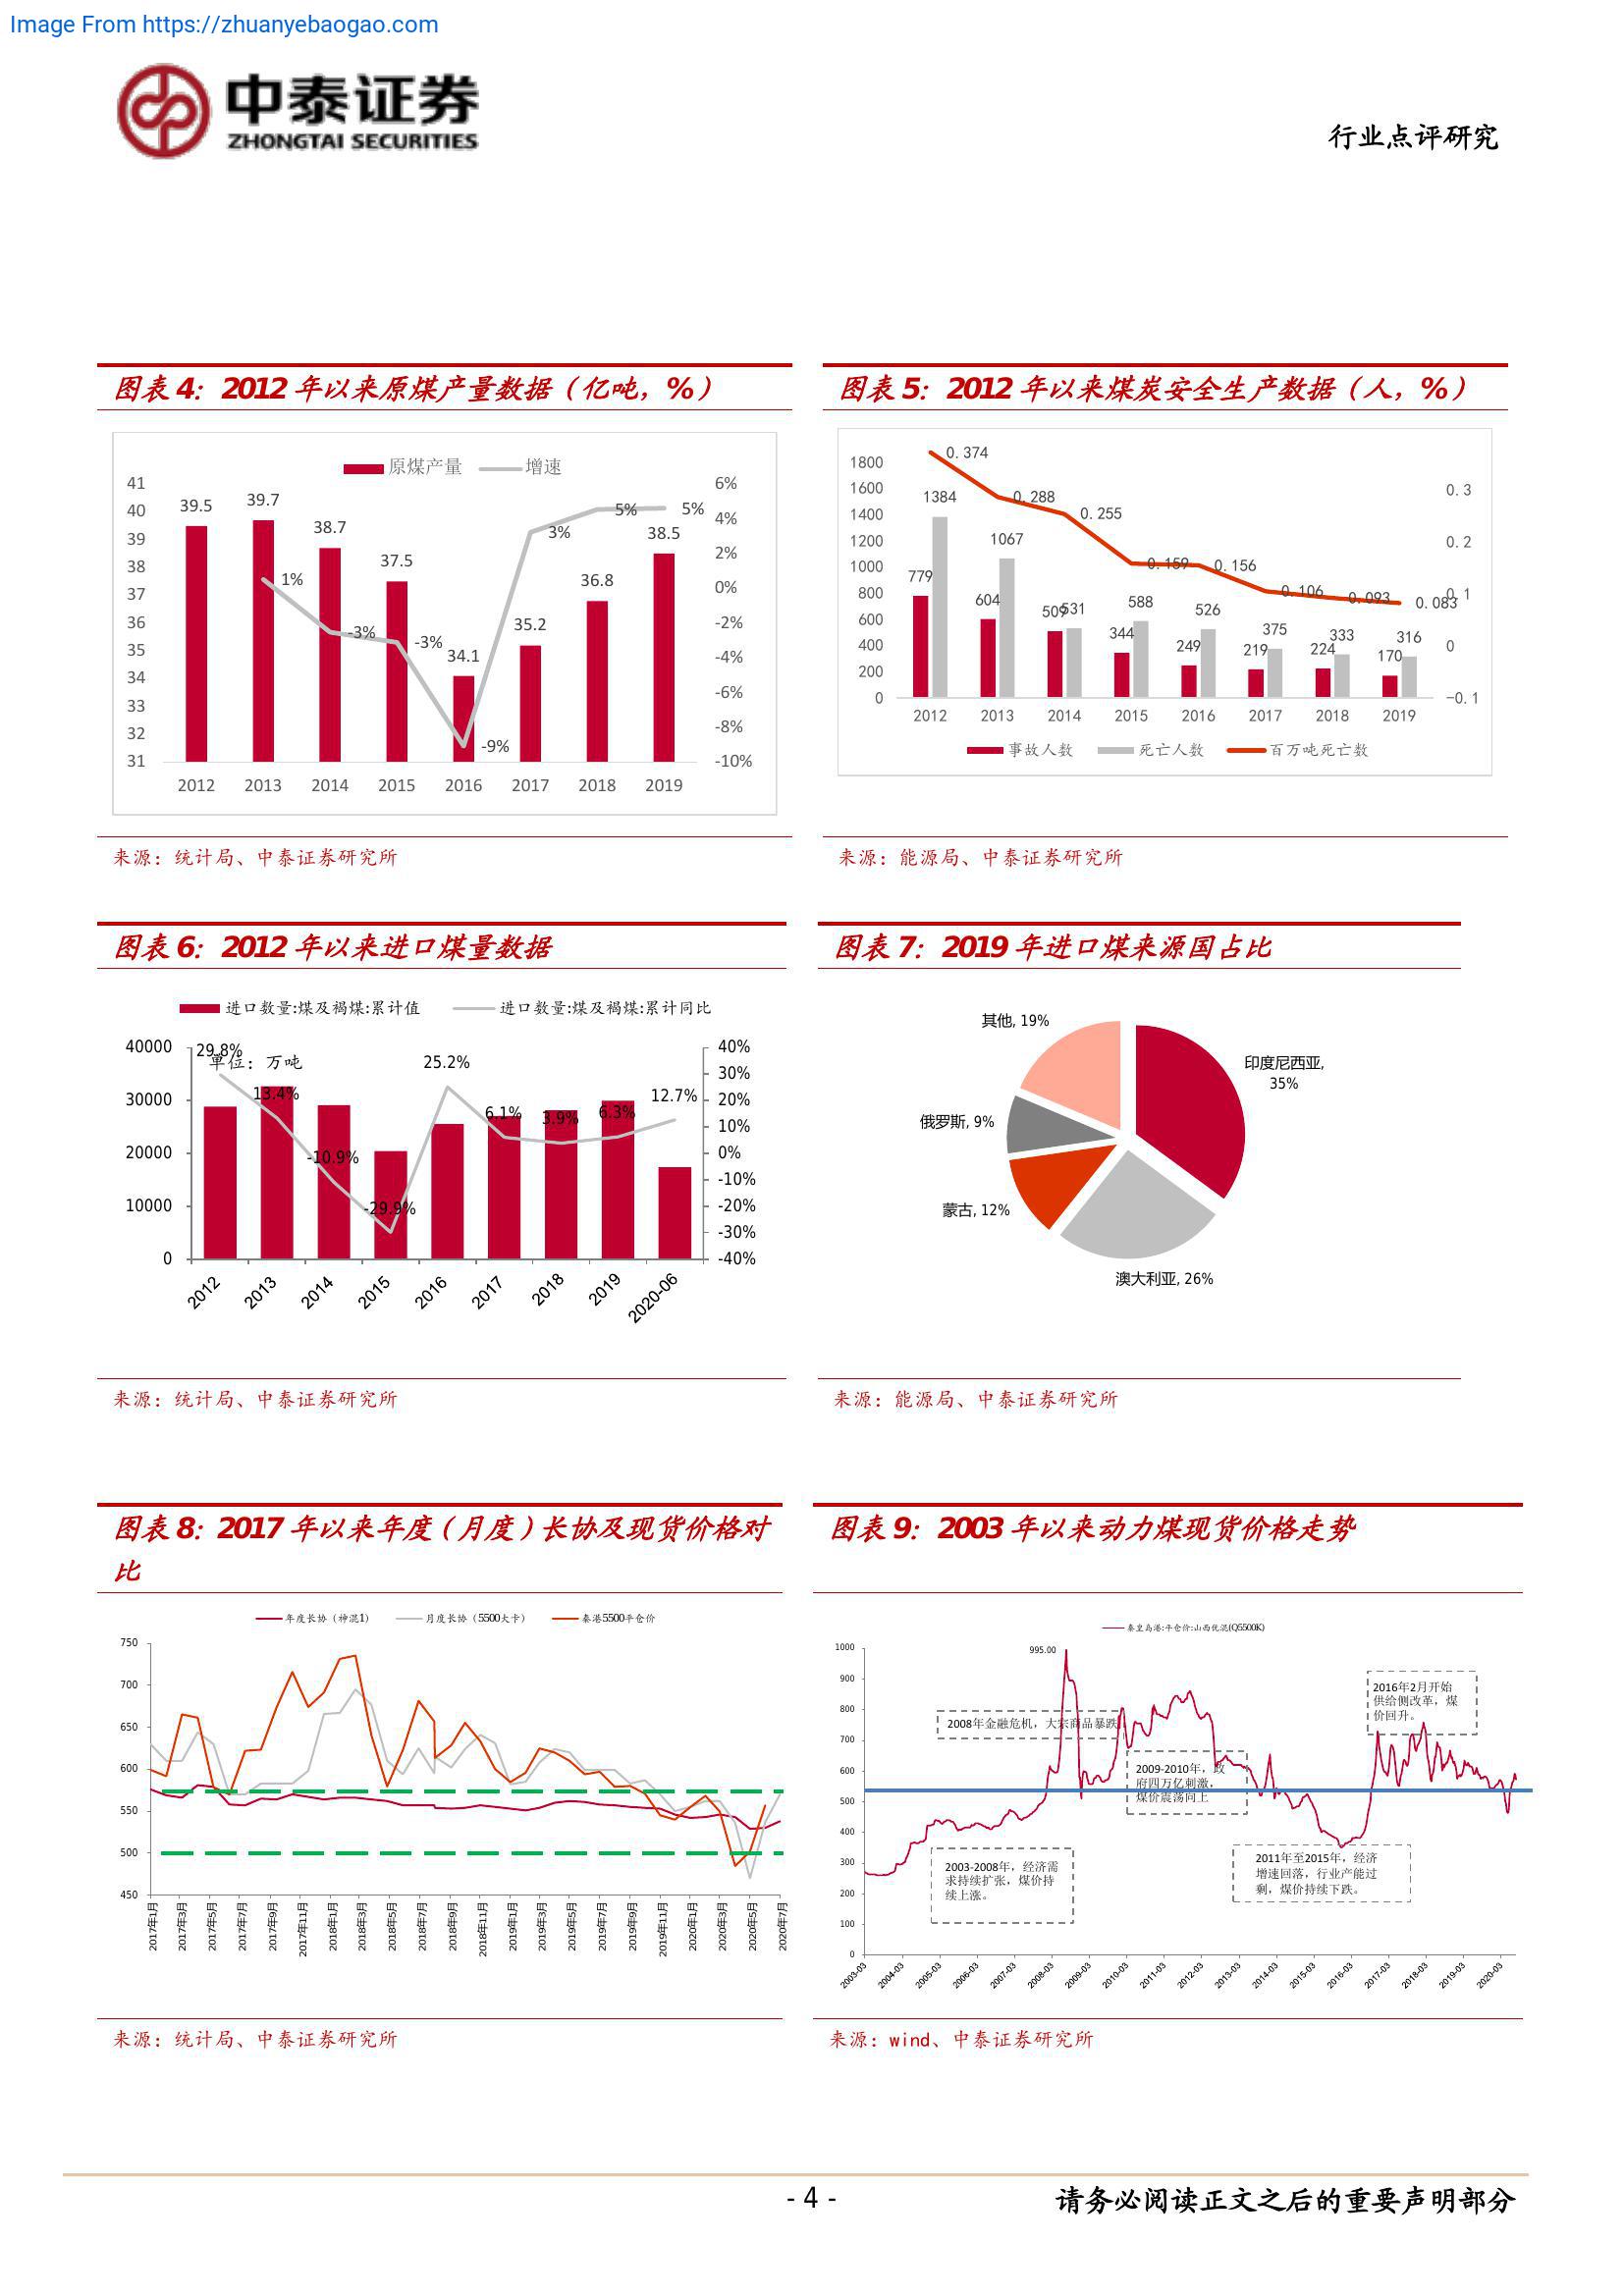 Image From https://zhuanyebaogao.com
中泰证券
ZHONGTAI SECURITIES
行业点评研究
图表 4：2012 年以来原煤产量数据（亿吨，%）
原煤产量 增速
41
40
39
38
37
36
35
34
33
32
31
6%
4%
2%
0%
-2%
-4%
-6%
-8%
-10%
39.5 39.7 38.7 37.5 34.1 35.2 36.8 38.5
1% -3% -3% -9% 3% 5% 5%
2012 2013 2014 2015 2016 2017 2018 2019
来源：统计局、中泰证券研究所
图表 5：2012 年以来煤炭安全生产数据（人，%）
1800
1600
1400
1200
1000
800
600
400
200
0
0.3
0.2
0.1
0
-0.1
0.374 0.288 0.255 0.159 0.156 0.106 0.093 0.083
1384 1067 531 588 526 375 333 316
779 604 509 344 249 219 224 170
2012 2013 2014 2015 2016 2017 2018 2019
事故人数 死亡人数 百万吨死亡数
来源：能源局、中泰证券研究所
图表 6：2012 年以来进口煤量数据
进口数量:煤及褐煤:累计值 进口数量:煤及褐煤:累计同比
单位：万吨
40000
30000
20000
10000
0
40%
30%
20%
10%
0%
-10%
-20%
-30%
-40%
29.8% 13.4% -10.9% -29.9% 25.2% 6.1% 3.9% 6.3% 12.7%
2012 2013 2014 2015 2016 2017 2018 2019 2020-06
来源：统计局、中泰证券研究所
图表 7：2019 年进口煤来源国占比
其他, 19%
印度尼西亚,
35%
俄罗斯, 9%
蒙古, 12%
澳大利亚, 26%
来源：能源局、中泰证券研究所
图表 8：2017 年以来年度（月度）长协及现货价格对
比
年度长协（神混1） 月度长协（5500大卡） 秦港5500平仓价
750
700
650
600
550
500
450
2017年1月 2017年3月 2017年5月 2017年7月 2017年9月 2017年11月 2018年1月 2018年3月 2018年5月 2018年7月 2018年9月 2018年11月 2019年1月 2019年3月 2019年5月 2019年7月 2019年9月 2019年11月 2020年1月 2020年3月 2020年5月 2020年7月
来源：统计局、中泰证券研究所
图表 9：2003 年以来动力煤现货价格走势
秦皇岛港:平仓价:山西优混(Q5500K)
1000
900
800
700
600
500
400
300
200
100
0
995.00
2008年金融危机，大宗商品暴跌
2009-2010年，政
府四万亿刺激，
煤价震荡向上
2016年2月开始
供给侧改革，煤
价回升。
2003-2008年，经济需
求持续扩张，煤价持
续上涨。
2011年至2015年，经济
增速回落，行业产能过
剩，煤价持续下跌。
2003-03 2004-03 2005-03 2006-03 2007-03 2008-03 2009-03 2010-03 2011-03 2012-03 2013-03 2014-03 2015-03 2016-03 2017-03 2018-03 2019-03 2020-03
来源：wind、中泰证券研究所
- 4 -
请务必阅读正文之后的重要声明部分